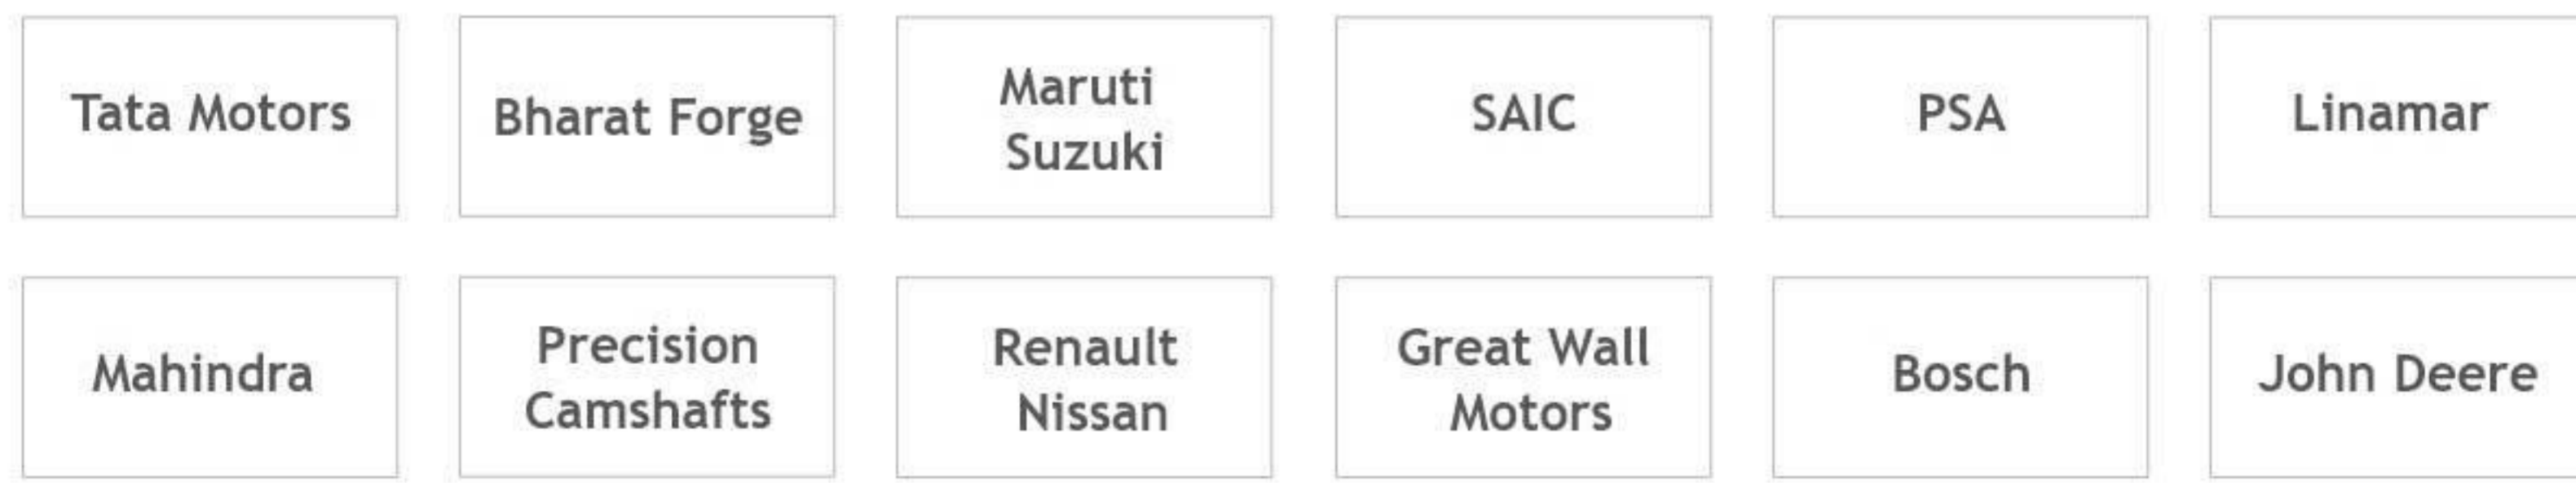 Tata Motors
Bharat Forge
Maruti
Suzuki
SAIC
PSA
Linamar
Mahindra
Precision
Camshafts
Renault
Nissan
Great Wall
Motors
Bosch
John Deere